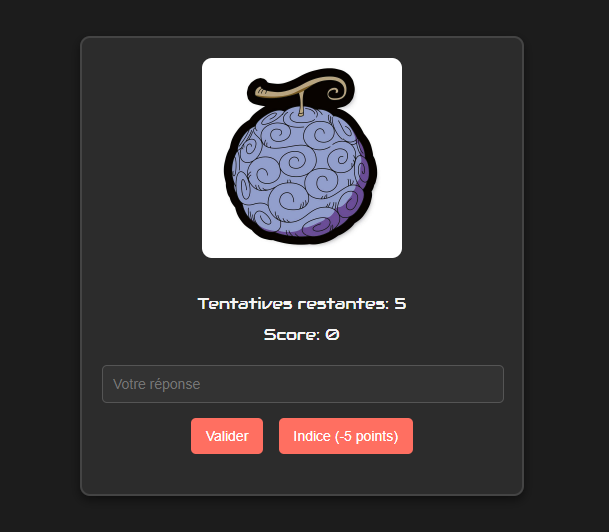 Tentatives restantes: 5
Score: 0
Votre réponse
Valider Indice (-5 points)